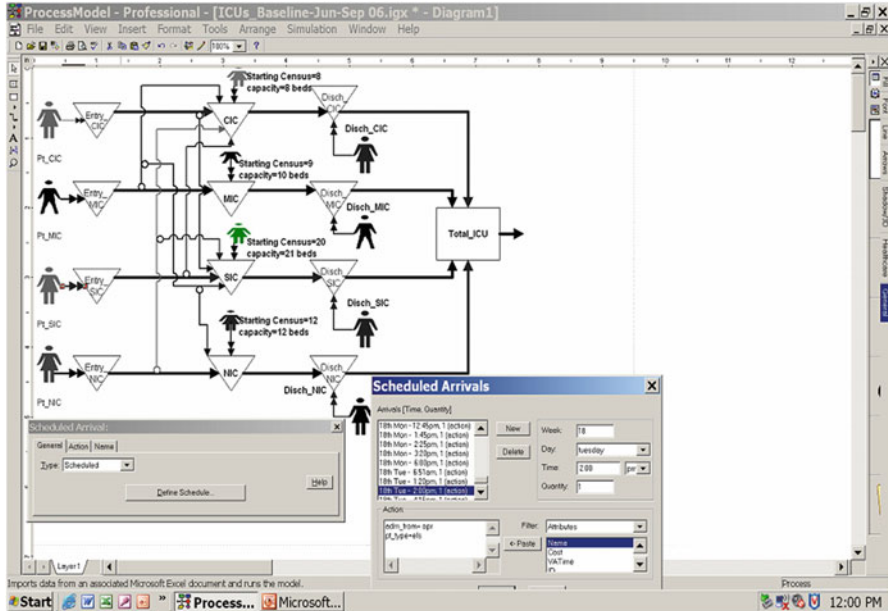 ProcessModel - Professional - [ICUs_Baseline-Jun-Sep 06.igx * - Diagram1]
File Edit View Insert Format Tools Arrange Simulation Window Help
100%
Starting Census=8
capacity=8 beds
Entry_CIC
CIC
Disch_CIC
Disch_CIC
Pt_CIC
Starting Census=9
capacity=10 beds
Entry_MIC
MIC
Disch_MIC
Disch_MIC
Pt_MIC
Total_ICU
Starting Census=20
capacity=21 beds
Entry_SIC
SIC
Disch_SIC
Disch_SIC
Pt_SIC
Starting Census=12
capacity=12 beds
Entry_NIC
NIC
Disch_NIC
Disch_NIC
Pt_NIC
Scheduled Arrival:
General Action Name
Type: Scheduled
Help
Define Schedule...
Scheduled Arrivals
Arrivals [Time, Quantity]
18th Mon - 12:45pm, 1 (action)
18th Mon - 1:45pm, 1 (action)
18th Mon - 2:25pm, 1 (action)
18th Mon - 3:20pm, 1 (action)
18th Mon - 6:00pm, 1 (action)
18th Tue - 6:51am, 1 (action)
18th Tue - 1:20pm, 1 (action)
18th Tue - 2:00pm, 1 (action)
New
Delete
Week: 18
Day: tuesday
Time: 2:00 pm
Quantity: 1
Action:
adm_from= opr
pt_type=els
Filter: Attributes
<- Paste
Name
Cost
VATime
ID
Layer1
Imports data from an associated Microsoft Excel document and runs the model.
Process
Start
Process...
Microsoft...
12:00 PM